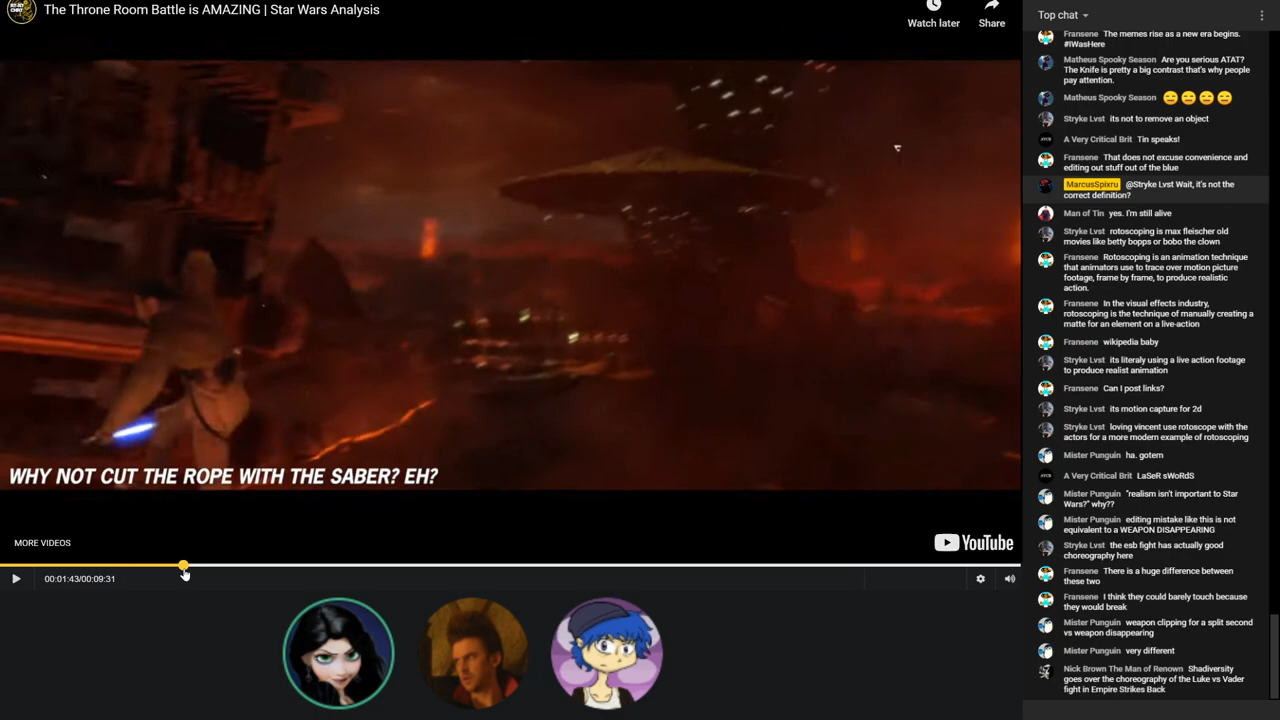 The Throne Room Battle is AMAZING | Star Wars Analysis
Watch later
Share
WHY NOT CUT THE ROPE WITH THE SABER? EH?
MORE VIDEOS
YouTube
00:01:43/00:09:31
Top chat
Fransene The memes rise as a new era begins.
#IWasHere
Matheus Spooky Season Are you serious ATAT?
The Knife is pretty a big contrast that's why people
pay attention.
Matheus Spooky Season 😑😑😑😑
Stryke Lvst its not to remove an object
A Very Critical Brit Tin speaks!
Fransene That does not excuse convenience and
editing out stuff out of the blue
MarcusSpixru @Stryke Lvst Wait, it's not the
correct definition?
Man of Tin yes. I'm still alive
Stryke Lvst rotoscoping is max fleischer old
movies like betty bopps or bobo the clown
Fransene Rotoscoping is an animation technique
that animators use to trace over motion picture
footage, frame by frame, to produce realistic
action.
Fransene In the visual effects industry,
rotoscoping is the technique of manually creating a
matte for an element on a live-action
Fransene wikipedia baby
Stryke Lvst its literaly using a live action footage
to produce realist animation
Fransene Can I post links?
Stryke Lvst its motion capture for 2d
Stryke Lvst loving vincent use rotoscope with the
actors for a more modern example of rotoscoping
Mister Punguin ha. gotem
A Very Critical Brit LaSeR sWoRdS
Mister Punguin "realism isn't important to Star
Wars?" why??
Mister Punguin editing mistake like this is not
equivalent to a WEAPON DISAPPEARING
Stryke Lvst the esb fight has actually good
choreography here
Fransene There is a huge difference between
these two
Fransene I think they could barely touch because
they would break
Mister Punguin weapon clipping for a split second
vs weapon disappearing
Mister Punguin very different
Nick Brown The Man of Renown Shadiversity
goes over the choreography of the Luke vs Vader
fight in Empire Strikes Back